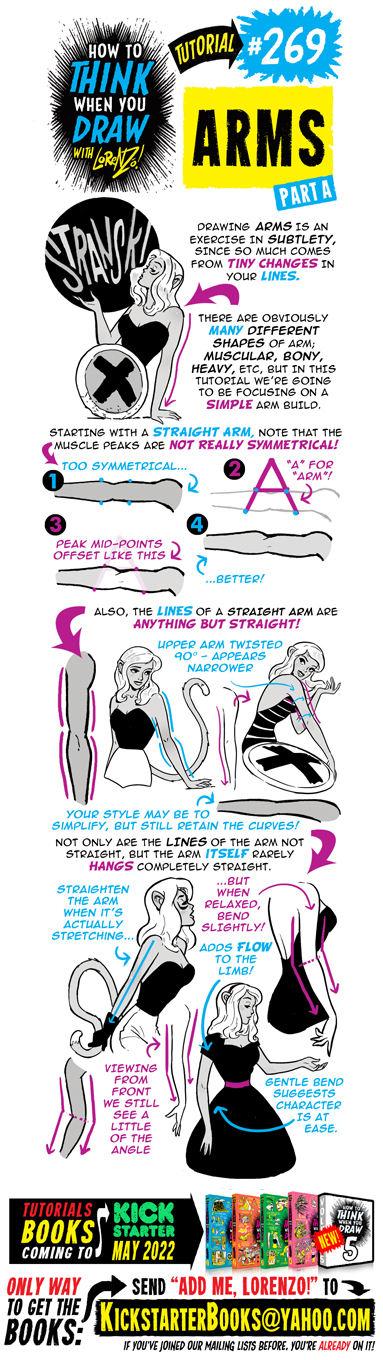 HOW TO
THINK
WHEN YOU
DRAW
WITH LORENZO!
TUTORIAL
#269
ARMS
PART A
STRANSKI
DRAWING ARMS IS AN
EXERCISE IN SUBTLETY,
SINCE SO MUCH COMES
FROM TINY CHANGES IN
YOUR LINES.
THERE ARE OBVIOUSLY
MANY DIFFERENT
SHAPES OF ARM;
MUSCULAR, BONY,
HEAVY, ETC, BUT IN THIS
TUTORIAL WE'RE GOING
TO BE FOCUSING ON A
SIMPLE ARM BUILD.
STARTING WITH A STRAIGHT ARM, NOTE THAT THE
MUSCLE PEAKS ARE NOT REALLY SYMMETRICAL!
1
TOO SYMMETRICAL...
2
"A" FOR
"ARM"!
3
PEAK MID-POINTS
OFFSET LIKE THIS
4
...BETTER!
ALSO, THE LINES OF A STRAIGHT ARM ARE
ANYTHING BUT STRAIGHT!
UPPER ARM TWISTED
90° - APPEARS
NARROWER
YOUR STYLE MAY BE TO
SIMPLIFY, BUT STILL RETAIN THE CURVES!
NOT ONLY ARE THE LINES OF THE ARM NOT
STRAIGHT, BUT THE ARM ITSELF RARELY
HANGS COMPLETELY STRAIGHT.
STRAIGHTEN
THE ARM
WHEN IT'S
ACTUALLY
STRETCHING...
...BUT
WHEN
RELAXED,
BEND
SLIGHTLY!
ADDS FLOW
TO THE
LIMB!
VIEWING
FROM
FRONT
WE STILL
SEE A
LITTLE
OF THE
ANGLE
GENTLE BEND
SUGGESTS
CHARACTER
IS AT
EASE.
TUTORIALS
BOOKS
COMING TO
KICK
STARTER
MAY 2022
NEW!
HOW TO
THINK
WHEN YOU
DRAW
5
ONLY WAY
TO GET THE
BOOKS:
SEND "ADD ME, LORENZO!" TO
KICKSTARTERBOOKS@YAHOO.COM
IF YOU'VE JOINED OUR MAILING LISTS BEFORE, YOU'RE ALREADY ON IT!